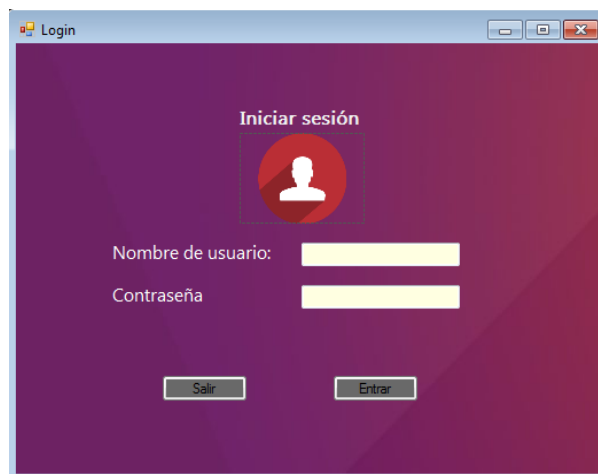 Login
Iniciar sesión
Nombre de usuario:
Contraseña
Salir Entrar